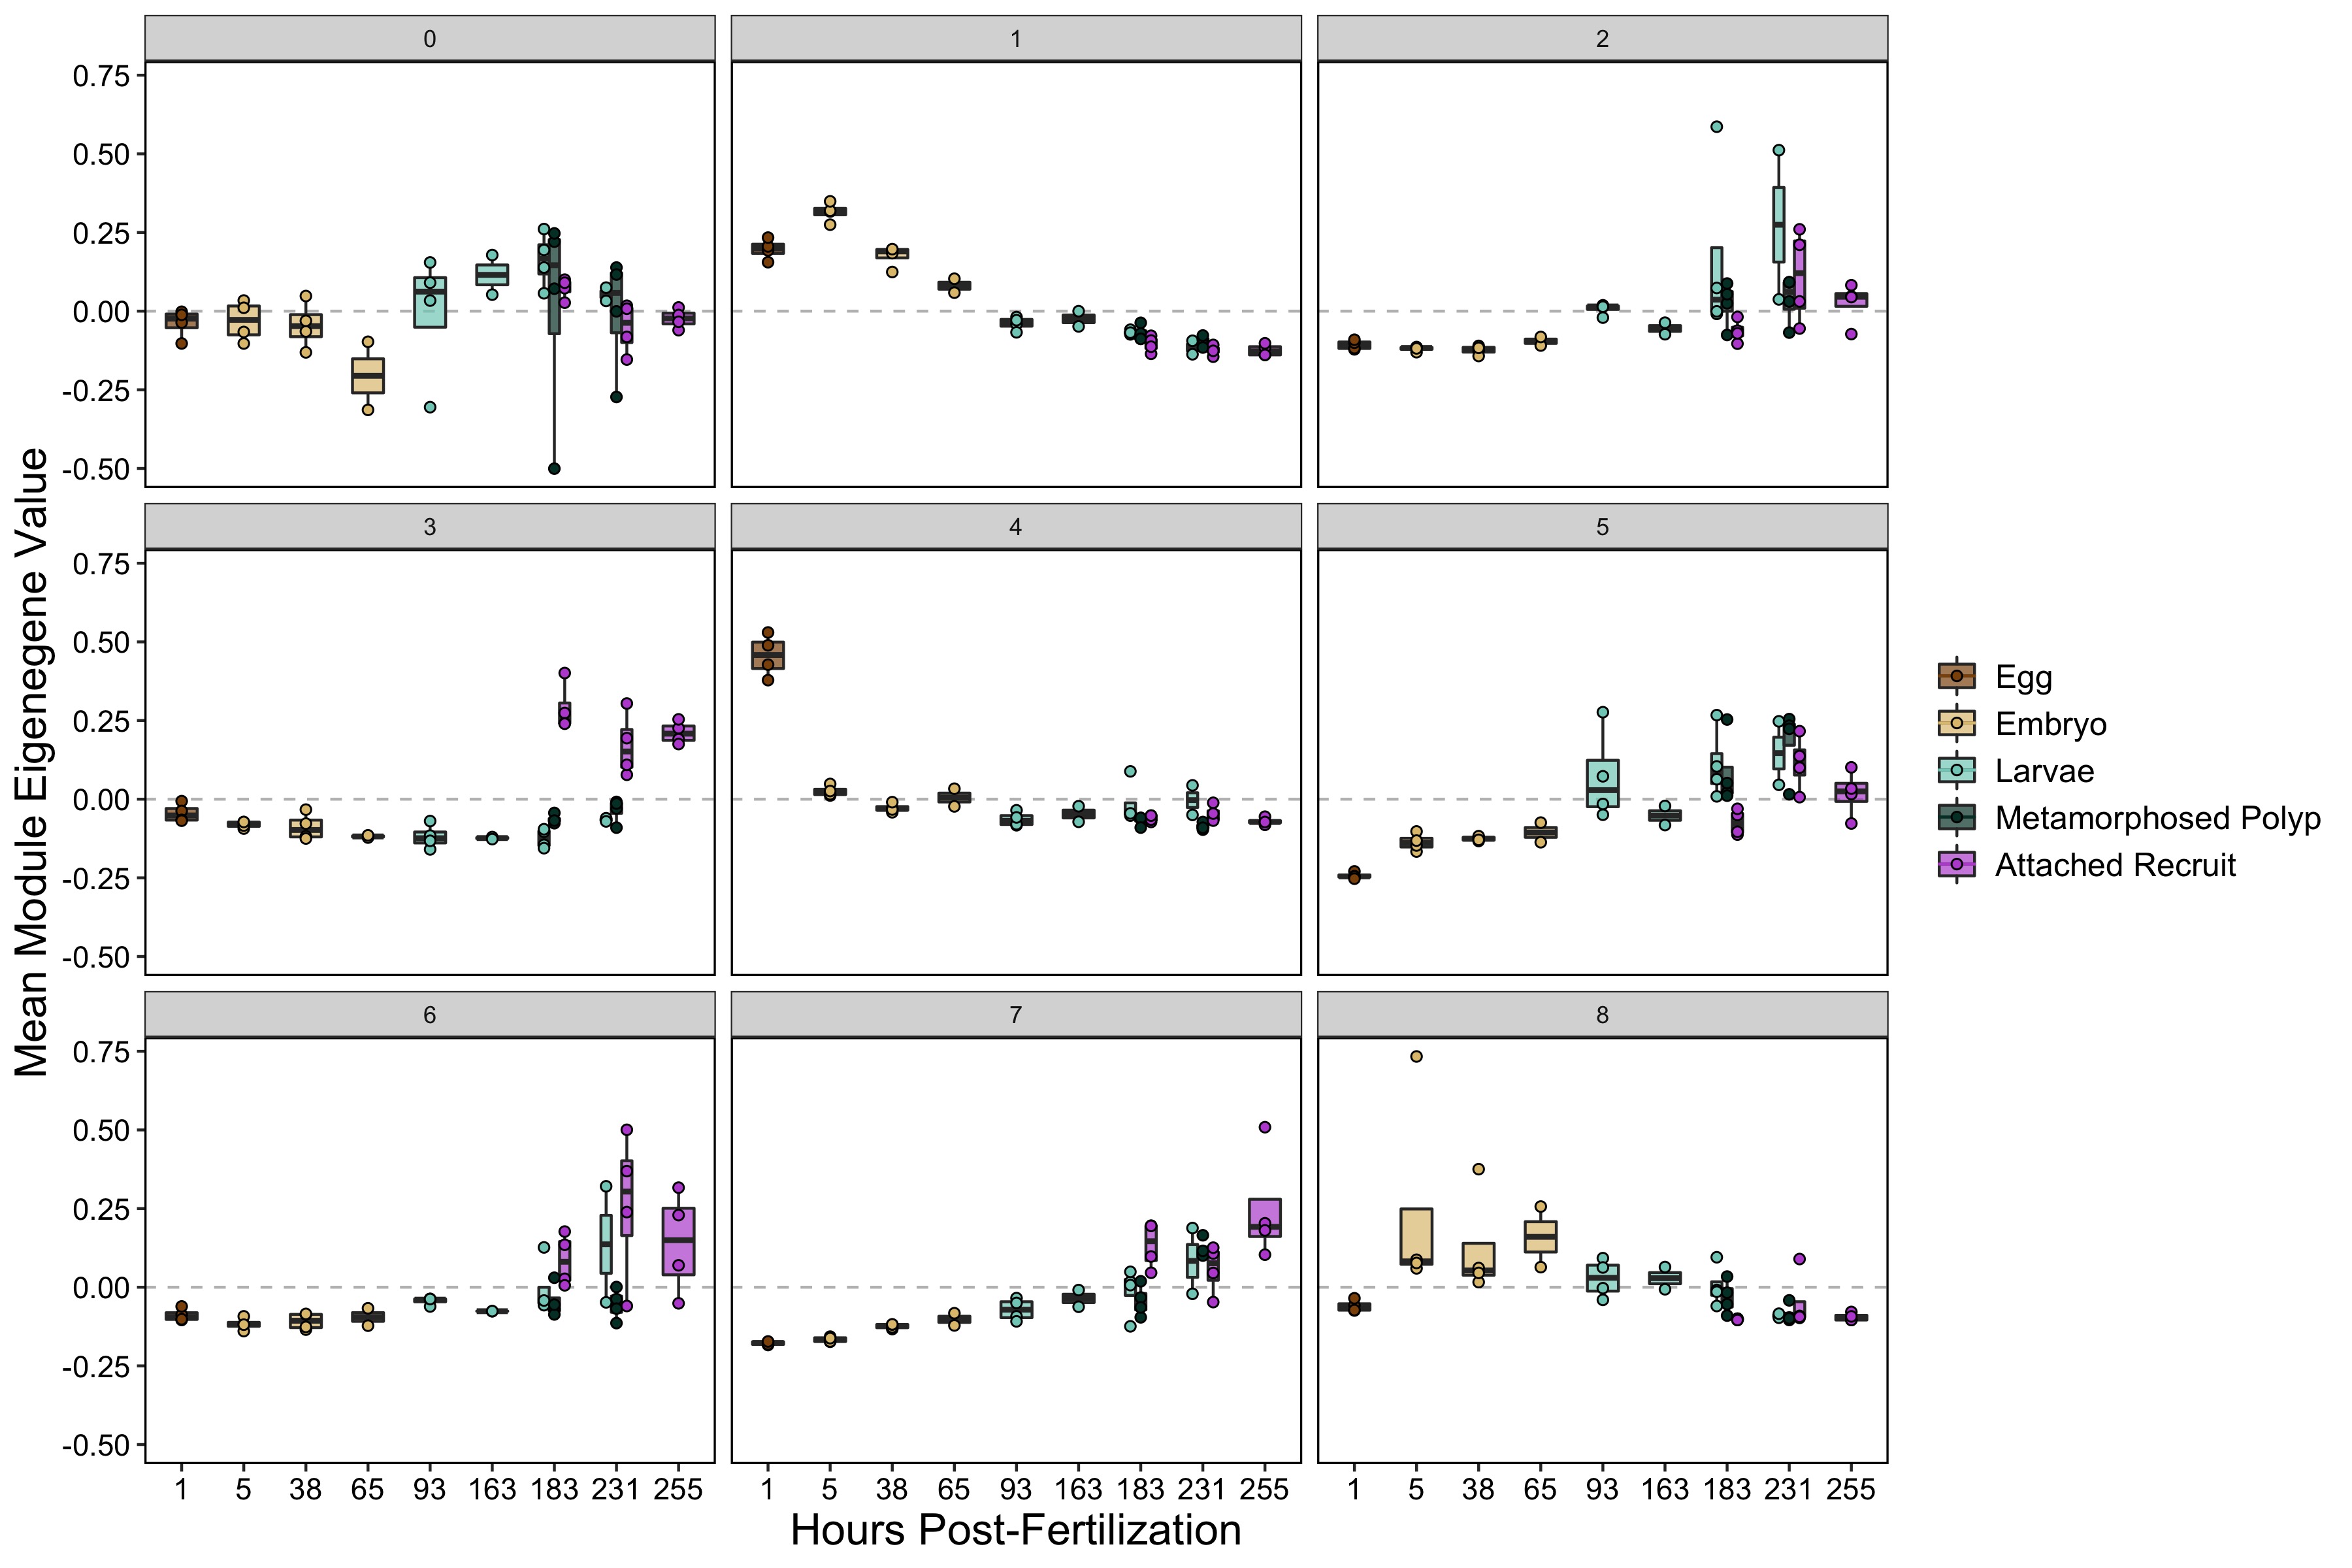 0 1 2
0.75
0.50
0.25
0.00
-0.25
-0.50
3 4 5
0.75
0.50
0.25
0.00
-0.25
-0.50
6 7 8
0.75
0.50
0.25
0.00
-0.25
-0.50
1 5 38 65 93 163 183 231 255
1 5 38 65 93 163 183 231 255
1 5 38 65 93 163 183 231 255
Mean Module Eigenegene Value
Hours Post-Fertilization
Egg
Embryo
Larvae
Metamorphosed Polyp
Attached Recruit